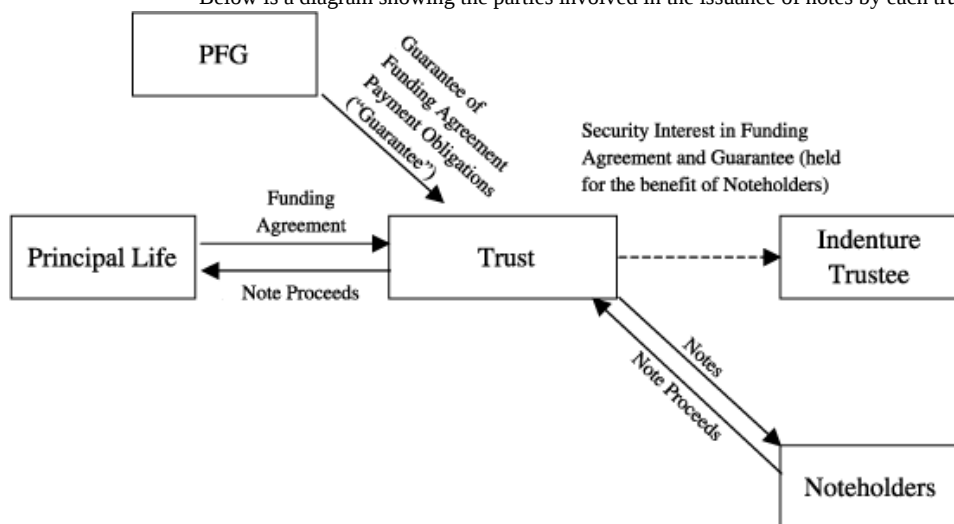 Below is a diagram showing the parties involved in the issuance of notes by each
PFG
Guarantee of
Funding Agreement
Payment Obligations
("Guarantee")
Security Interest in Funding
Agreement and Guarantee (held
for the benefit of Noteholders)
Funding
Agreement
Principal Life
Trust
Indenture
Trustee
Note Proceeds
Notes
Note Proceeds
Noteholders